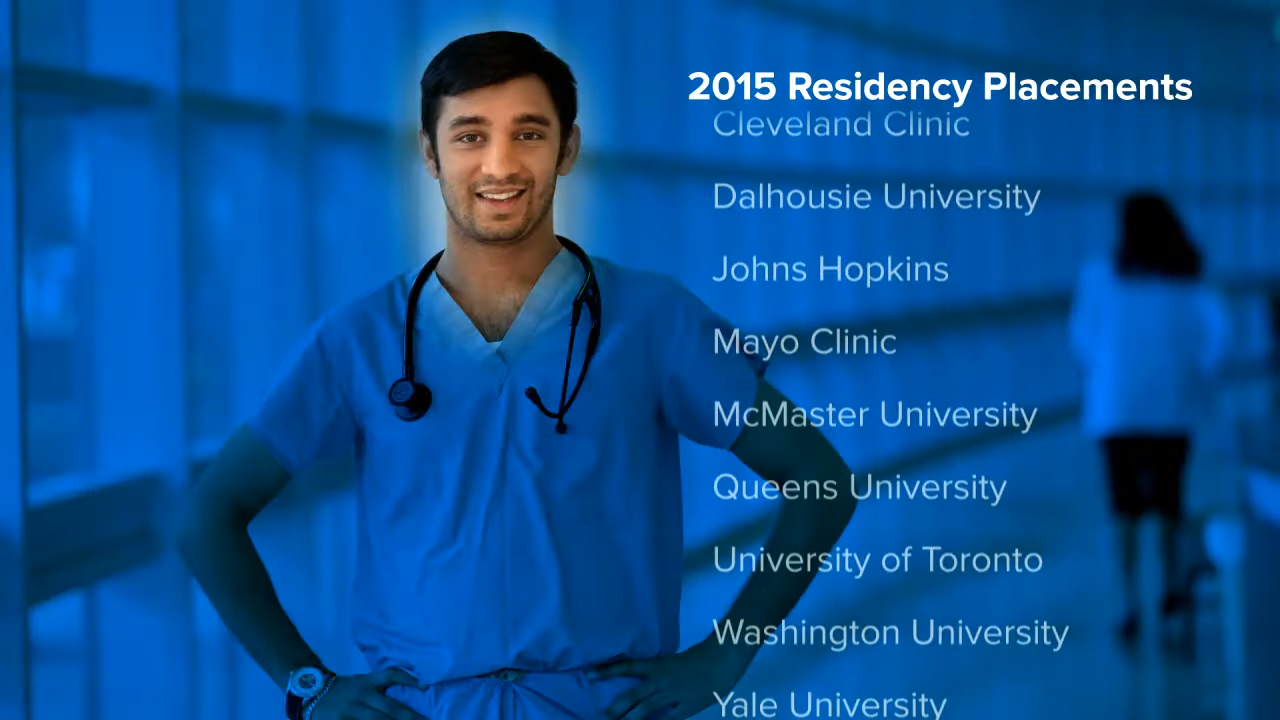 2015 Residency Placements
Cleveland Clinic
Dalhousie University
Johns Hopkins
Mayo Clinic
McMaster University
Queens University
University of Toronto
Washington University
Yale University